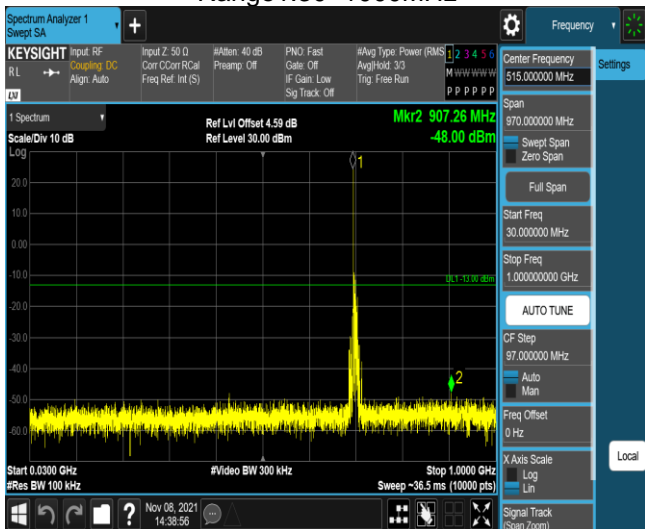 Range1:30~1000MHz
Spectrum Analyzer 1
Swept SA
Frequency
KEYSIGHT
RL
LXI
Input: RF
Coupling: DC
Align: Auto
Input Z: 50 Ω
Corr CCorr RCal
Freq Ref: Int (S)
#Atten: 40 dB
Preamp: Off
PNO: Fast
Gate: Off
IF Gain: Low
Sig Track: Off
#Avg Type: Power (RMS
Avg|Hold: 3/3
Trig: Free Run
1 2 3 4 5 6
M W W W W W
P P P P P P
1 Spectrum
Scale/Div 10 dB
Log
Ref Lvl Offset 4.59 dB
Ref Level 30.00 dBm
Mkr2 907.26 MHz
-48.00 dBm
1
20.0
10.0
0.00
-10.0
DL1 -13.00 dBm
-20.0
-30.0
-40.0
2
-50.0
-60.0
Start 0.0300 GHz
#Res BW 100 kHz
#Video BW 300 kHz
Stop 1.0000 GHz
Sweep ~36.5 ms (10000 pts)
Nov 08, 2021
14:38:56
Center Frequency
515.000000 MHz
Settings
Span
970.000000 MHz
Swept Span
Zero Span
Full Span
Start Freq
30.000000 MHz
Stop Freq
1.000000000 GHz
AUTO TUNE
CF Step
97.000000 MHz
Auto
Man
Freq Offset
0 Hz
X Axis Scale
Log
Lin
Local
Signal Track
(Span Zoom)